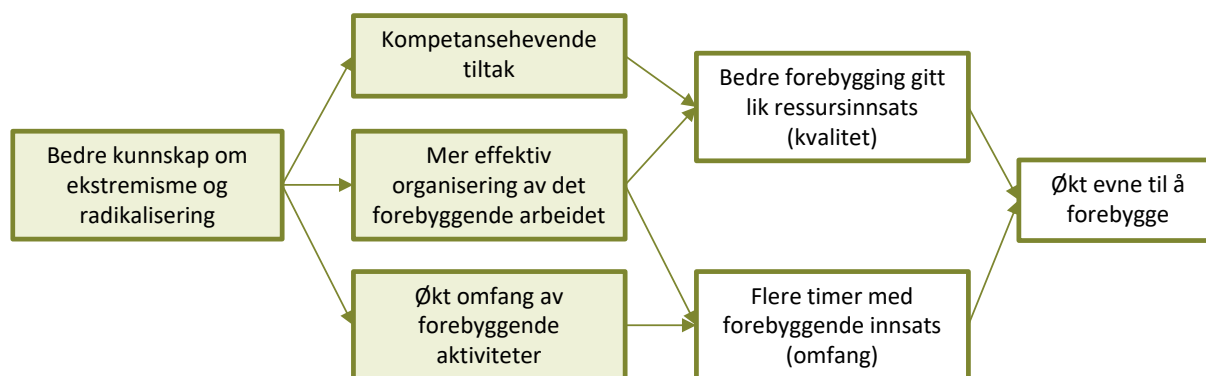 Bedre kunnskap om
ekstremisme og
radikalisering
Kompetansehevende
tiltak
Mer effektiv
organisering av det
forebyggende arbeidet
Økt omfang av
forebyggende
aktiviteter
Bedre forebygging gitt
lik ressursinnsats
(kvalitet)
Flere timer med
forebyggende innsats
(omfang)
Økt evne til å
forebygge